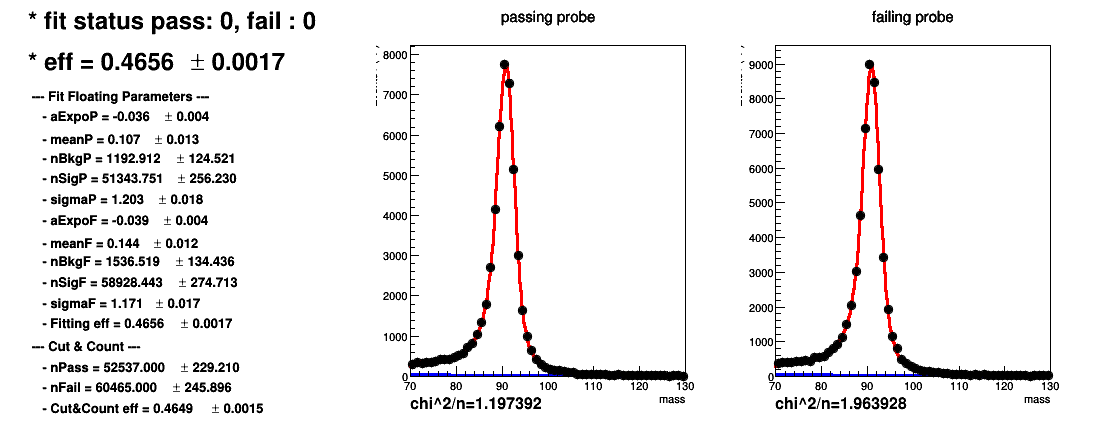 * fit status pass: 0, fail : 0
* eff = 0.4656 ± 0.0017
--- Fit Floating Parameters ---
- aExpoP = -0.036 ± 0.004
- meanP = 0.107 ± 0.013
- nBkgP = 1192.912 ± 124.521
- nSigP = 51343.751 ± 256.230
- sigmaP = 1.203 ± 0.018
- aExpoF = -0.039 ± 0.004
- meanF = 0.144 ± 0.012
- nBkgF = 1536.519 ± 134.436
- nSigF = 58928.443 ± 274.713
- sigmaF = 1.171 ± 0.017
- Fitting eff = 0.4656 ± 0.0017
--- Cut & Count ---
- nPass = 52537.000 ± 229.210
- nFail = 60465.000 ± 245.896
- Cut&Count eff = 0.4649 ± 0.0015
passing probe
8000
7000
6000
5000
4000
3000
2000
1000
0
70 80 90 100 110 120 130
mass
chi^2/n=1.197392
failing probe
9000
8000
7000
6000
5000
4000
3000
2000
1000
0
70 80 90 100 110 120 130
mass
chi^2/n=1.963928